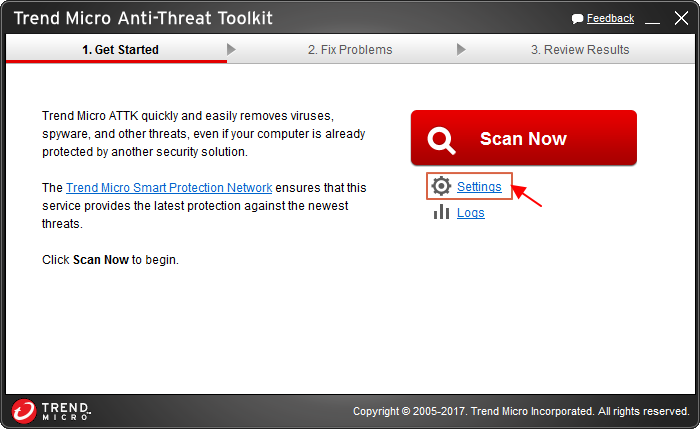 Trend Micro Anti-Threat Toolkit
Feedback
1. Get Started
2. Fix Problems
3. Review Results
Trend Micro ATTK quickly and easily removes viruses,
spyware, and other threats, even if your computer is already
protected by another security solution.
The Trend Micro Smart Protection Network ensures that this
service provides the latest protection against the newest
threats.
Click Scan Now to begin.
Scan Now
Settings
Logs
TREND
MICRO™
Copyright © 2005-2017. Trend Micro Incorporated. All rights reserved.